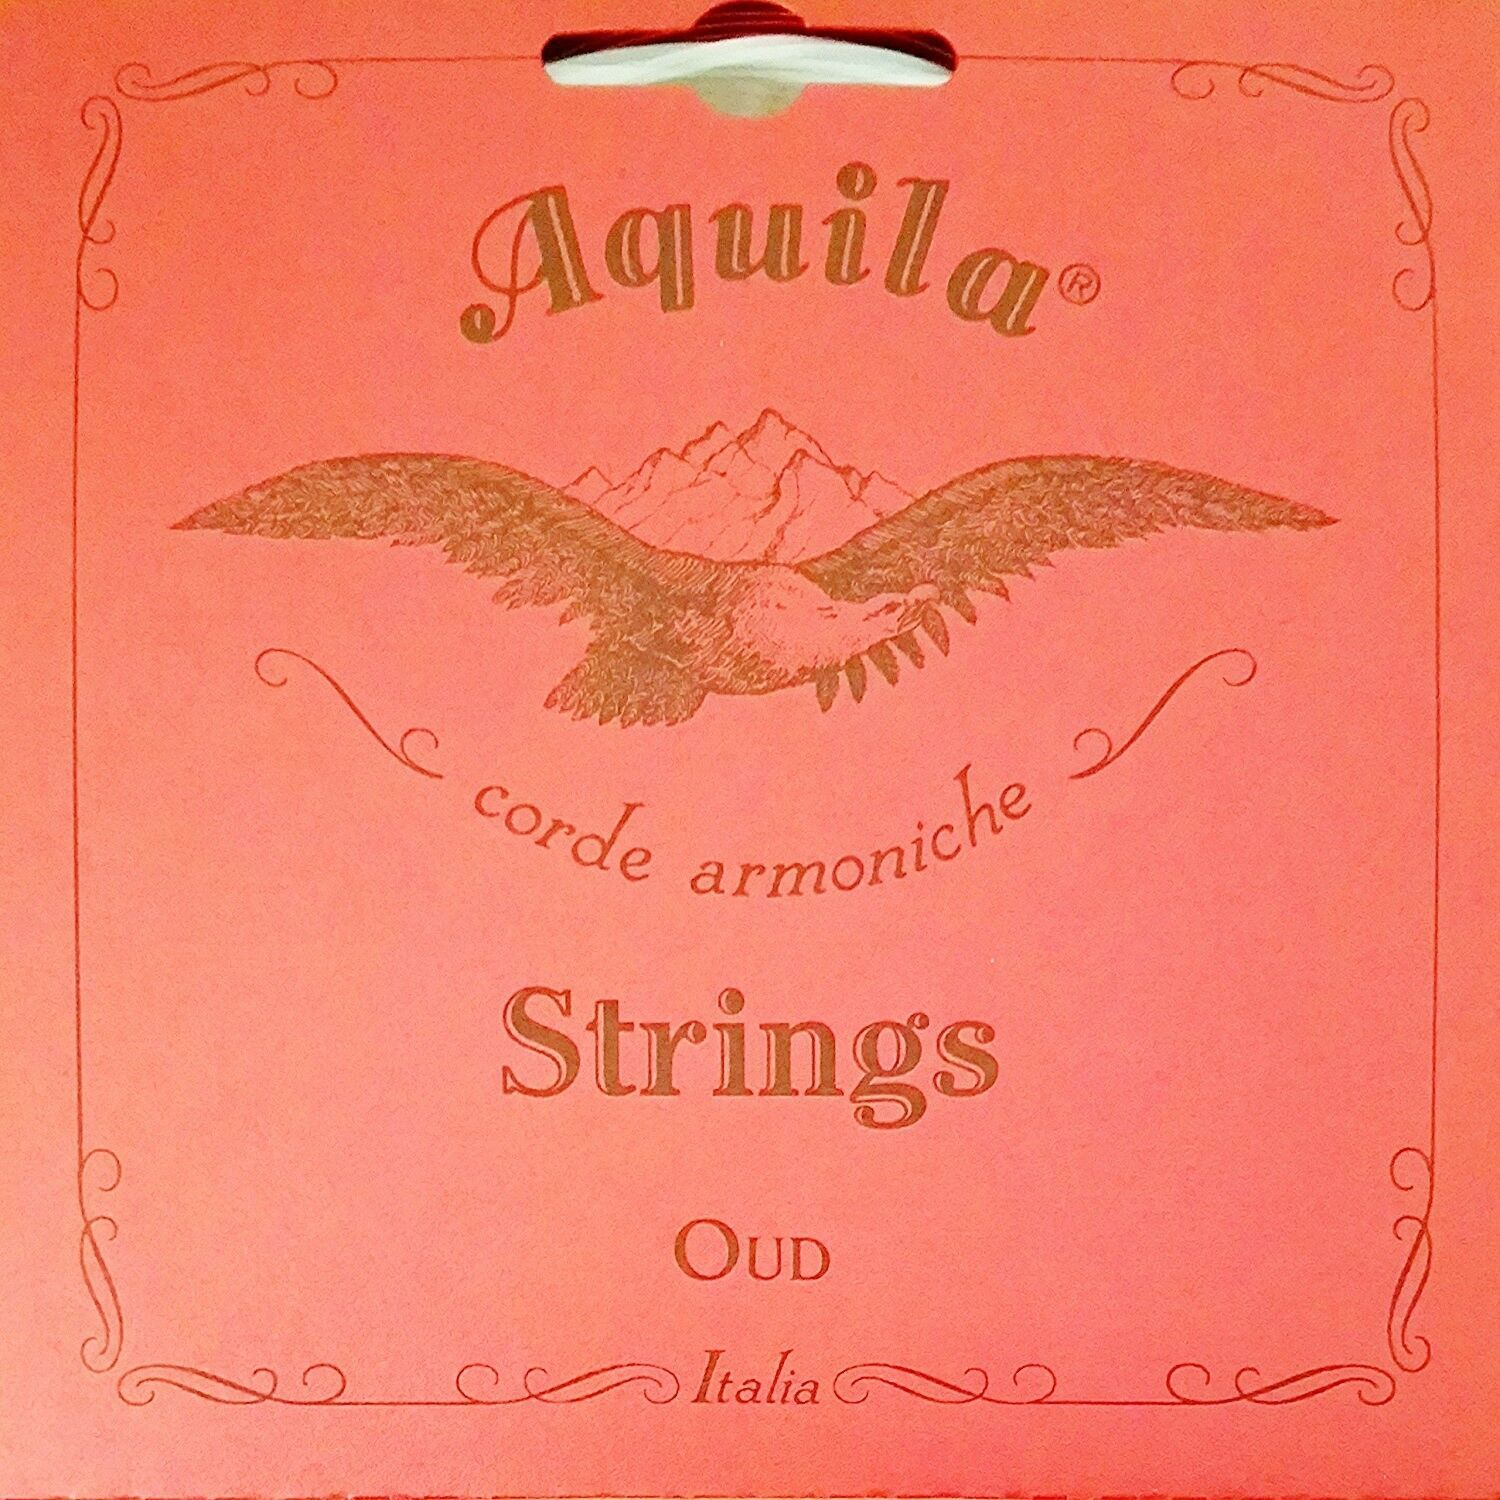 Aquila®
corde armoniche
Strings
OUD
Italia